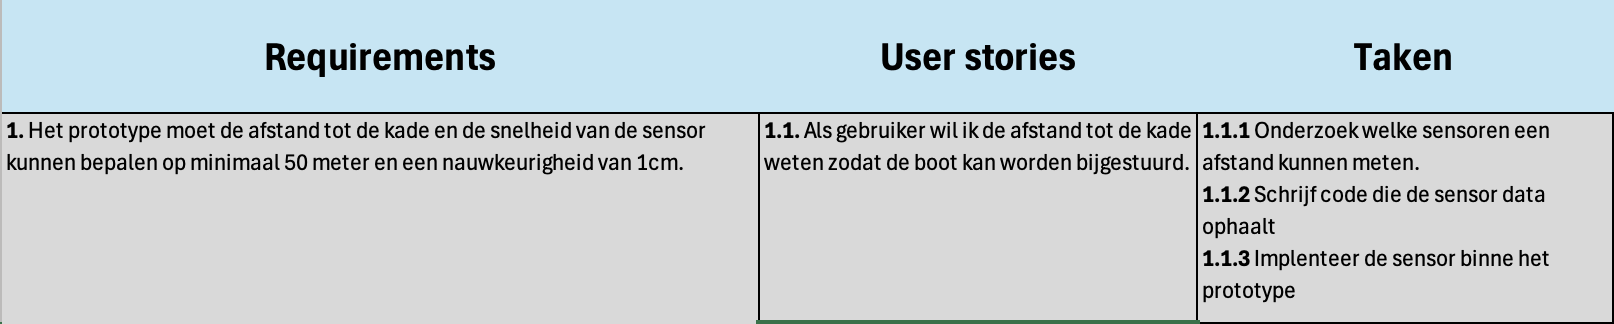 Requirements
User stories
Taken
1. Het prototype moet de afstand tot de kade en de snelheid van de sensor
kunnen bepalen op minimaal 50 meter en een nauwkeurigheid van 1cm.
1.1. Als gebruiker wil ik de afstand tot de kade
weten zodat de boot kan worden bijgestuurd.
1.1.1 Onderzoek welke sensoren een
afstand kunnen meten.
1.1.2 Schrijf code die de sensor data
ophaalt
1.1.3 Implenteer de sensor binne het
prototype